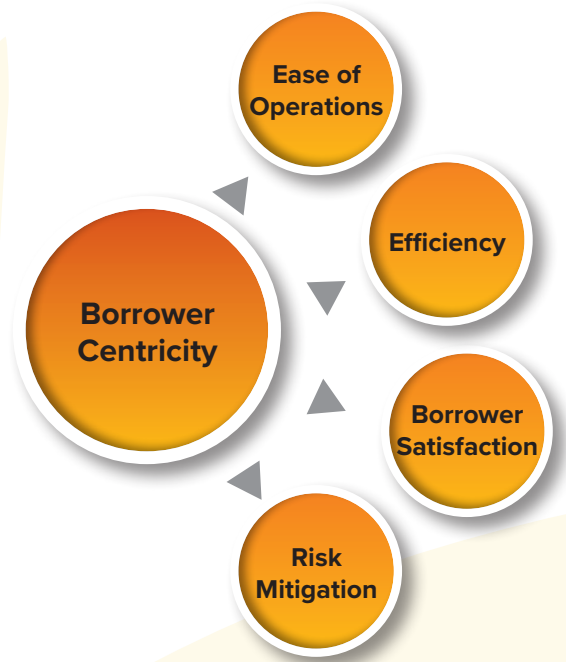 Ease of
Operations
Efficiency
Borrower
Centricity
Borrower
Satisfaction
Risk
Mitigation